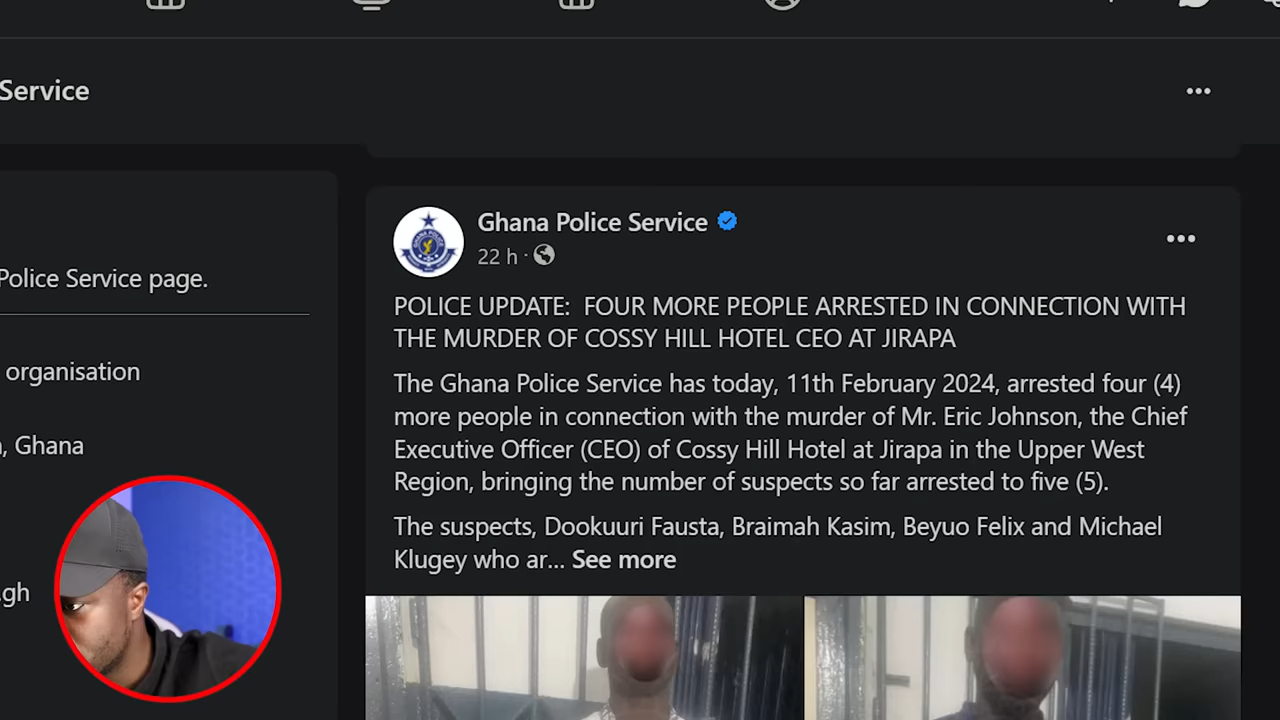 Service
Police Service page.
organisation
, Ghana
.gh
Ghana Police Service
22 h ·
POLICE UPDATE: FOUR MORE PEOPLE ARRESTED IN CONNECTION WITH
THE MURDER OF COSSY HILL HOTEL CEO AT JIRAPA
The Ghana Police Service has today, 11th February 2024, arrested four (4)
more people in connection with the murder of Mr. Eric Johnson, the Chief
Executive Officer (CEO) of Cossy Hill Hotel at Jirapa in the Upper West
Region, bringing the number of suspects so far arrested to five (5).
The suspects, Dookuuri Fausta, Braimah Kasim, Beyuo Felix and Michael
Klugey who ar... See more